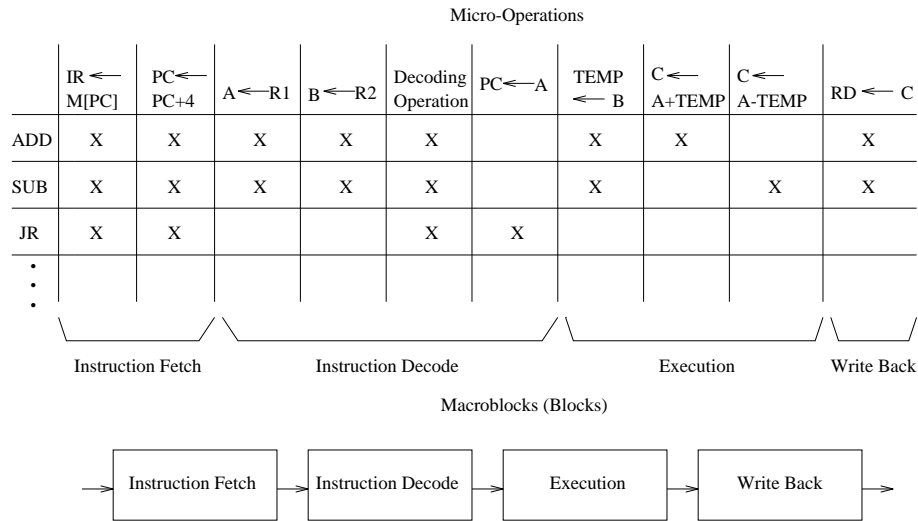 Micro-Operations
IR ← M[PC]
PC← PC+4
A←R1
B←R2
Decoding Operation
PC←A
TEMP ← B
C← A+TEMP
C← A-TEMP
RD ← C
ADD X X X X X X X X
SUB X X X X X X X X
JR X X X X
Instruction Fetch Instruction Decode Execution Write Back
Macroblocks (Blocks)
Instruction Fetch Instruction Decode Execution Write Back